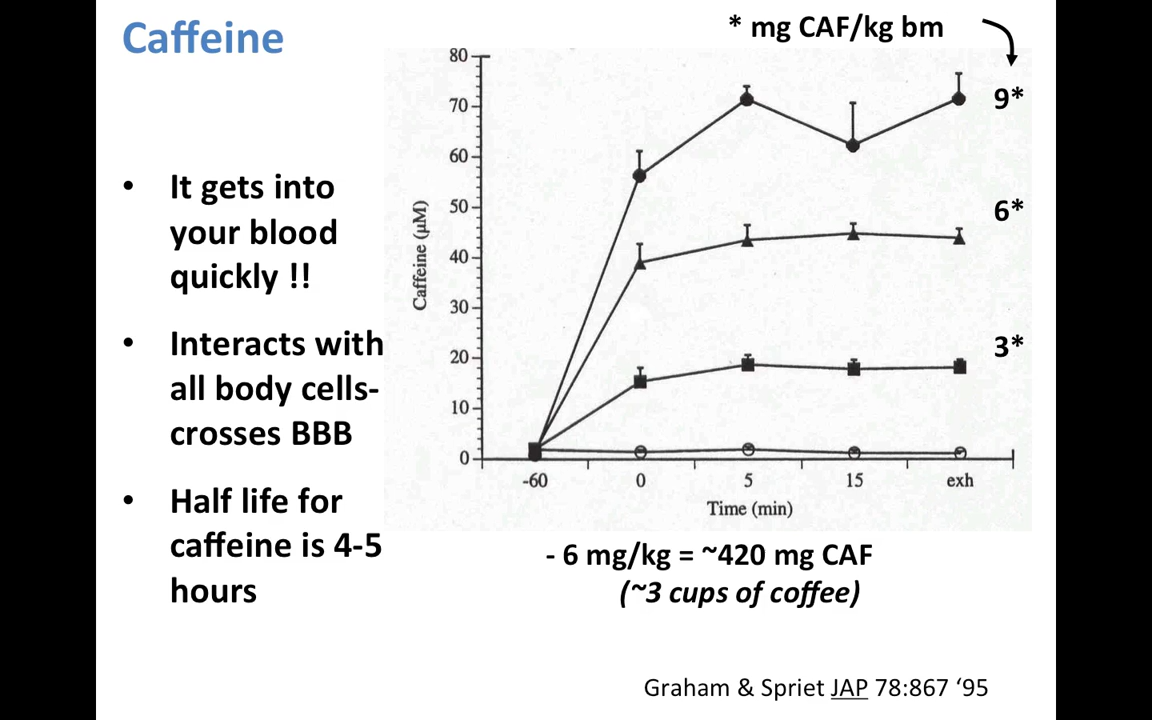 Caffeine
* mg CAF/kg bm
• It gets into
your blood
quickly !!
• Interacts with
all body cells-
crosses BBB
• Half life for
caffeine is 4-5
hours
Caffeine (µM)
80
70
60
50
40
30
20
10
0
9*
6*
3*
-60 0 5 15 exh
Time (min)
- 6 mg/kg = ~420 mg CAF
(~3 cups of coffee)
Graham & Spriet JAP 78:867 ‘95